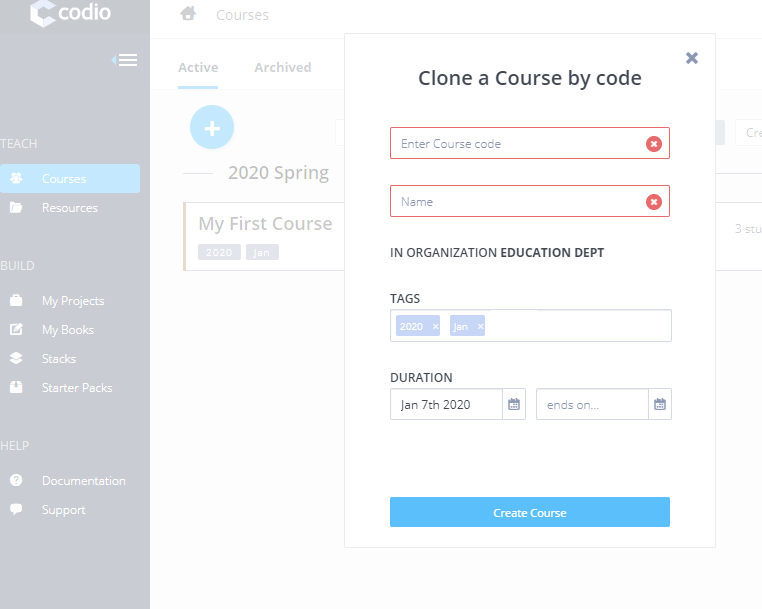 codio
Courses
Active
Archived
TEACH
Courses
Resources
BUILD
My Projects
My Books
Stacks
Starter Packs
HELP
Documentation
Support
2020 Spring
My First Course
2020 Jan
Cre
3 stu
Clone a Course by code
Enter Course code
Name
IN ORGANIZATION EDUCATION DEPT
TAGS
2020 × Jan ×
DURATION
Jan 7th 2020
ends on...
Create Course